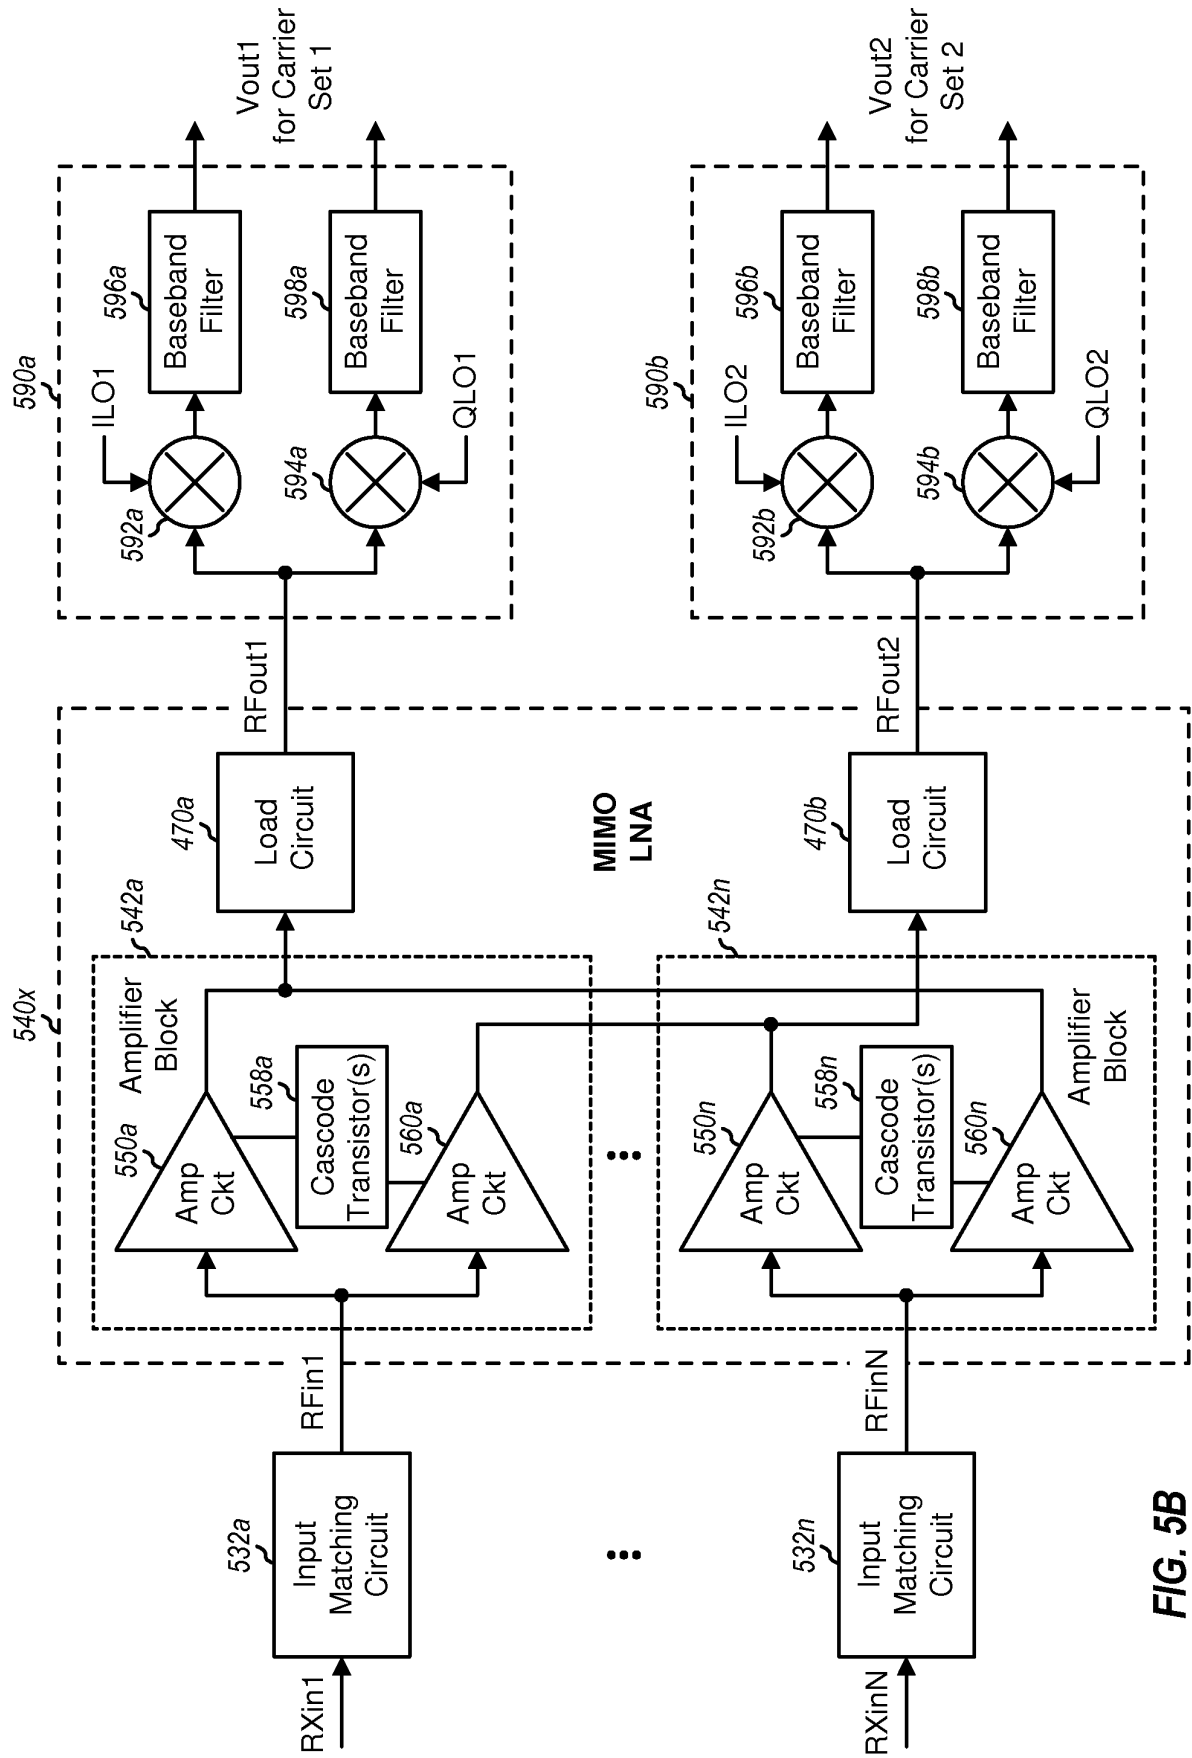 540x
542a
Amplifier
Block
550a
Amp
Ckt
558a
Cascode
Transistor(s)
560a
Amp
Ckt
470a
Load
Circuit
RFout1
590a
ILO1
592a
596a
Baseband
Filter
594a
QLO1
598a
Baseband
Filter
Vout1
for Carrier
Set 1
RXin1
532a
Input
Matching
Circuit
RFin1
MIMO
LNA
•••
•••
542n
550n
Amp
Ckt
558n
Cascode
Transistor(s)
560n
Amp
Ckt
Amplifier
Block
470b
Load
Circuit
RFout2
590b
ILO2
592b
596b
Baseband
Filter
594b
QLO2
598b
Baseband
Filter
Vout2
for Carrier
Set 2
RXinN
532n
Input
Matching
Circuit
RFinN
FIG. 5B